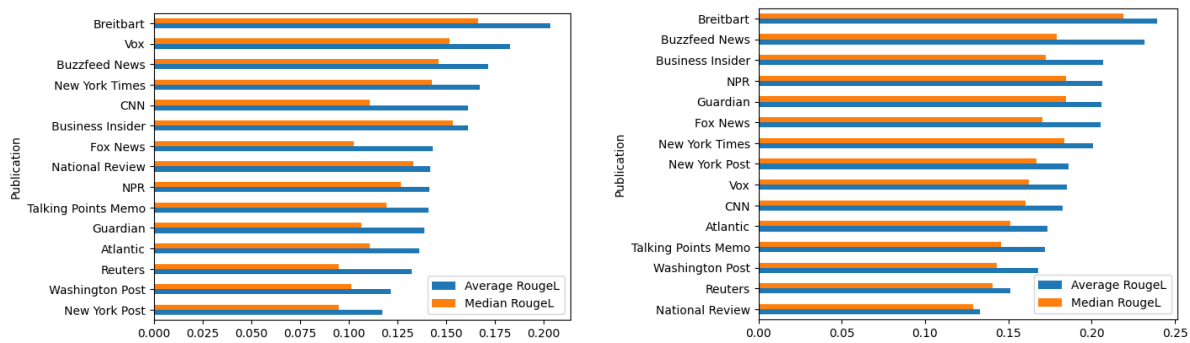 Breitbart
Vox
Buzzfeed News
New York Times
CNN
Business Insider
Fox News
National Review
NPR
Talking Points Memo
Guardian
Atlantic
Reuters
Washington Post
New York Post
Publication
Average RougeL
Median RougeL
0.000 0.025 0.050 0.075 0.100 0.125 0.150 0.175 0.200
Breitbart
Buzzfeed News
Business Insider
NPR
Guardian
Fox News
New York Times
New York Post
Vox
CNN
Atlantic
Talking Points Memo
Washington Post
Reuters
National Review
Publication
Average RougeL
Median RougeL
0.00 0.05 0.10 0.15 0.20 0.25